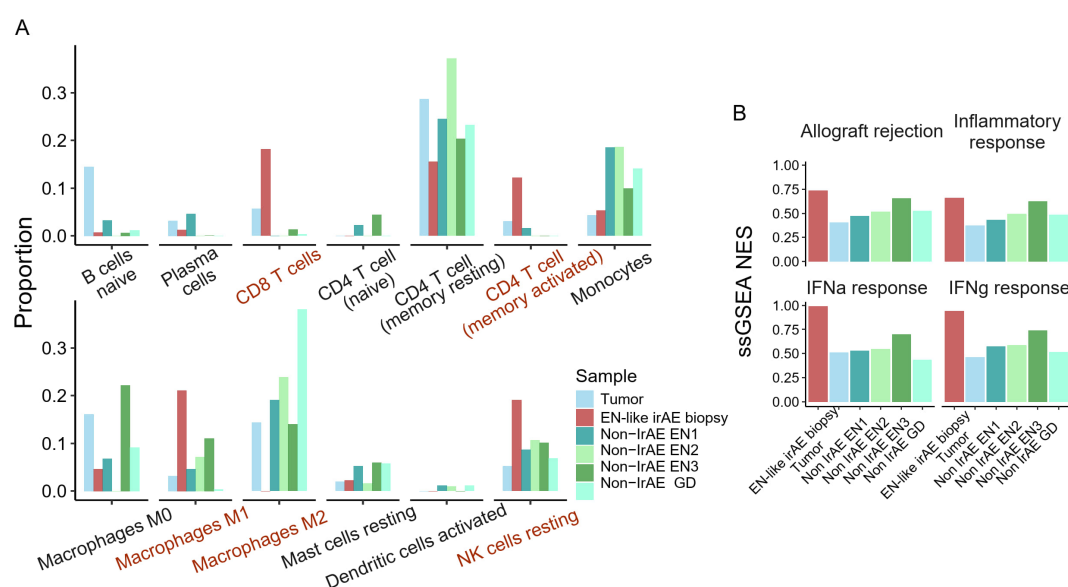 A
Proportion
0.3
0.2
0.1
0.0
B cells
naive
Plasma
cells
CD8 T cells
CD4 T cell
(naive)
CD4 T cell
(memory resting)
CD4 T cell
(memory activated)
Monocytes
0.3
0.2
0.1
0.0
Macrophages M0
Macrophages M1
Macrophages M2
Mast cells resting
Dendritic cells activated
NK cells resting
Sample
Tumor
EN-like irAE biopsy
Non-IrAE EN1
Non-IrAE EN2
Non-IrAE EN3
Non-IrAE GD
B
ssGSEA NES
Allograft rejection
Inflammatory
response
1.00
0.75
0.50
0.25
0.00
IFNa response
IFNg response
1.00
0.75
0.50
0.25
0.00
EN-like irAE biopsy
Tumor
Non IrAE EN1
Non IrAE EN2
Non IrAE EN3
Non IrAE GD
EN-like irAE biopsy
Tumor
Non IrAE EN1
Non IrAE EN2
Non IrAE EN3
Non IrAE GD